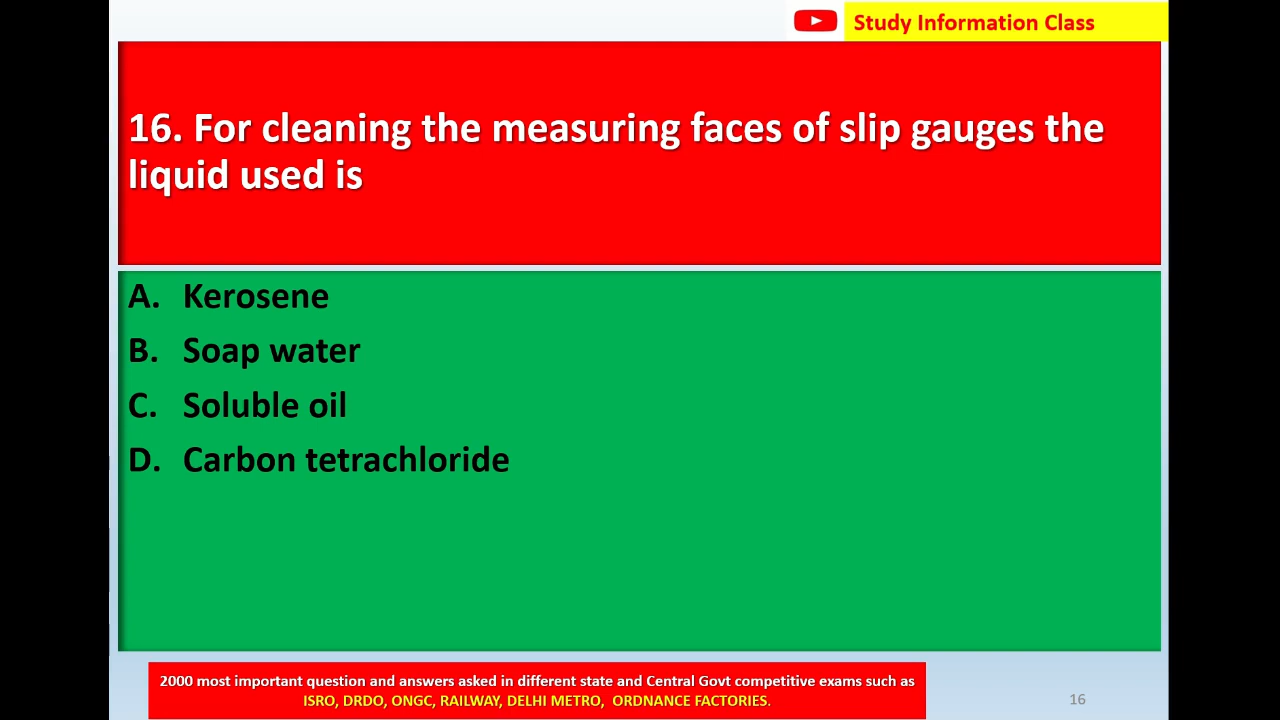 Study Information Class
16. For cleaning the measuring faces of slip gauges the
liquid used is
A. Kerosene
B. Soap water
C. Soluble oil
D. Carbon tetrachloride
2000 most important question and answers asked in different state and Central Govt competitive exams such as
ISRO, DRDO, ONGC, RAILWAY, DELHI METRO, ORDNANCE FACTORIES.
16